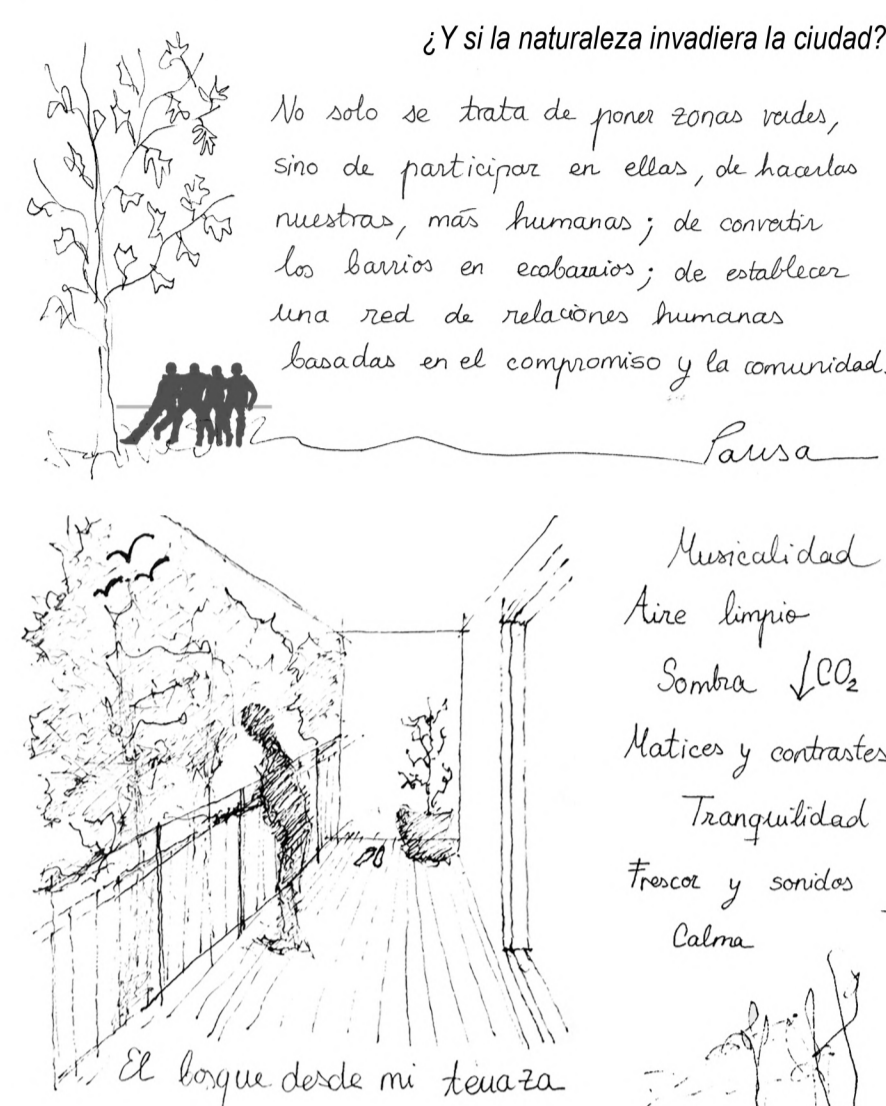 ¿Y si la naturaleza invadiera la ciudad?
No solo se trata de poner zonas verdes,
sino de participar en ellas, de hacerlas
nuestras, más humanas; de convertir
los barrios en ecobarrios; de establecer
una red de relaciones humanas
basadas en el compromiso y la comunidad.
Pausa
Musicalidad
Aire limpio
Sombra ↓CO₂
Matices y contrastes
Tranquilidad
Frescor y sonidos
Calma
El bosque desde mi terraza